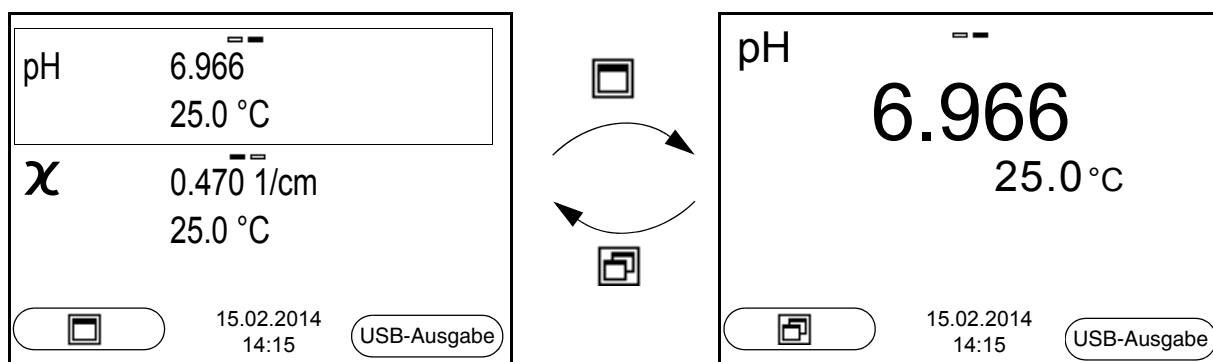 pH 6.966
25.0 °C
ϰ 0.470 1/cm
25.0 °C
15.02.2014
14:15
USB-Ausgabe
pH
6.966
25.0 °C
15.02.2014
14:15
USB-Ausgabe